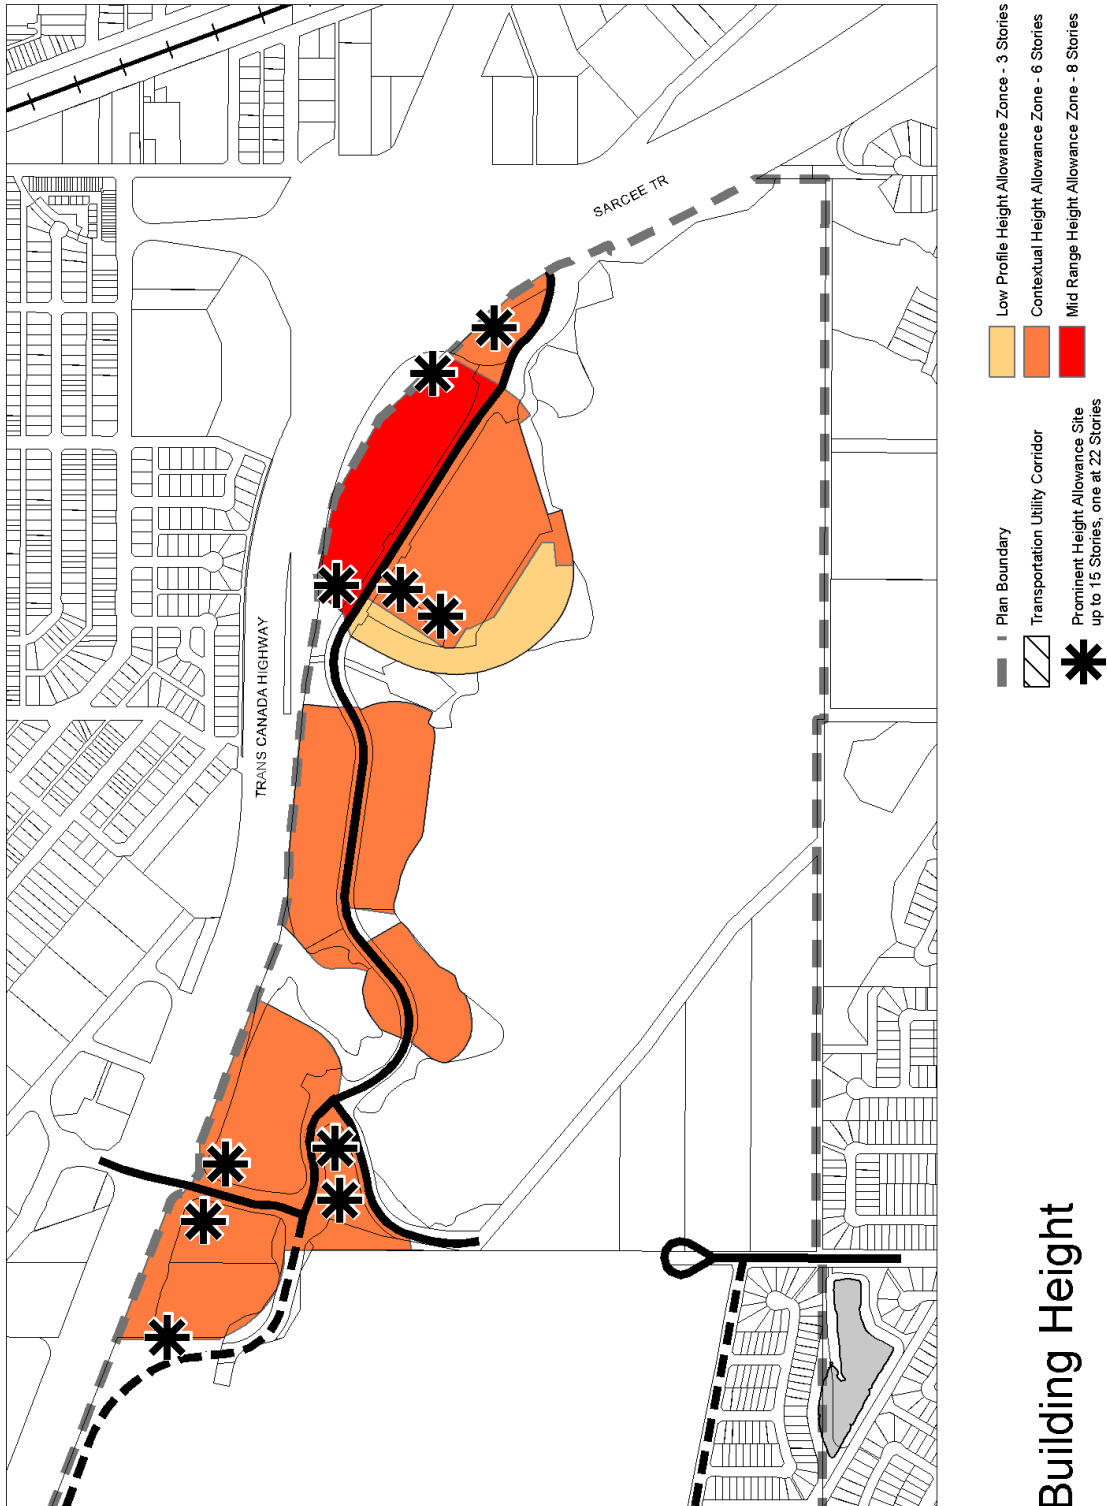 SARCEE TR
TRANS CANADA HIGHWAY
Building Height
Plan Boundary
Transportation Utility Corridor
Prominent Height Allowance Site
up to 15 Stories, one at 22 Stories
Low Profile Height Allowance Zonce - 3 Stories
Contextual Height Allowance Zone - 6 Stories
Mid Range Height Allowance Zone - 8 Stories